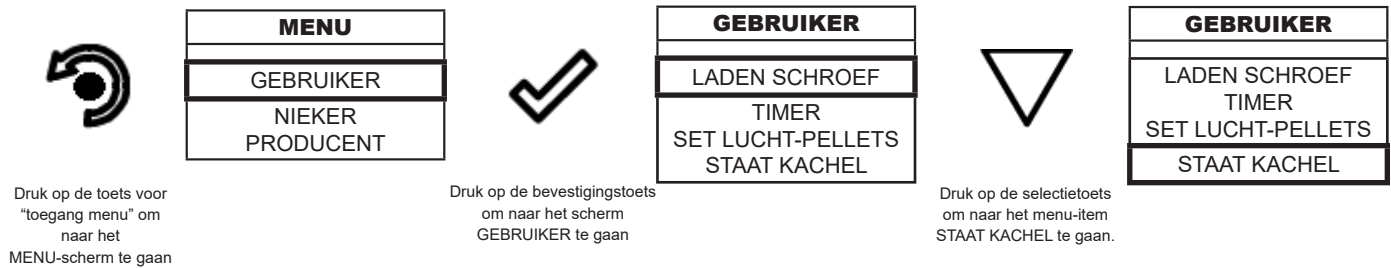 MENU
GEBRUIKER
NIEKER
PRODUCENT
GEBRUIKER
LADEN SCHROEF
TIMER
SET LUCHT-PELLETS
STAAT KACHEL
GEBRUIKER
LADEN SCHROEF
TIMER
SET LUCHT-PELLETS
STAAT KACHEL
Druk op de toets voor
“toegang menu” om
naar het
MENU-scherm te gaan
Druk op de bevestigingstoets
om naar het scherm
GEBRUIKER te gaan
Druk op de selectietoets
om naar het menu-item
STAAT KACHEL te gaan.